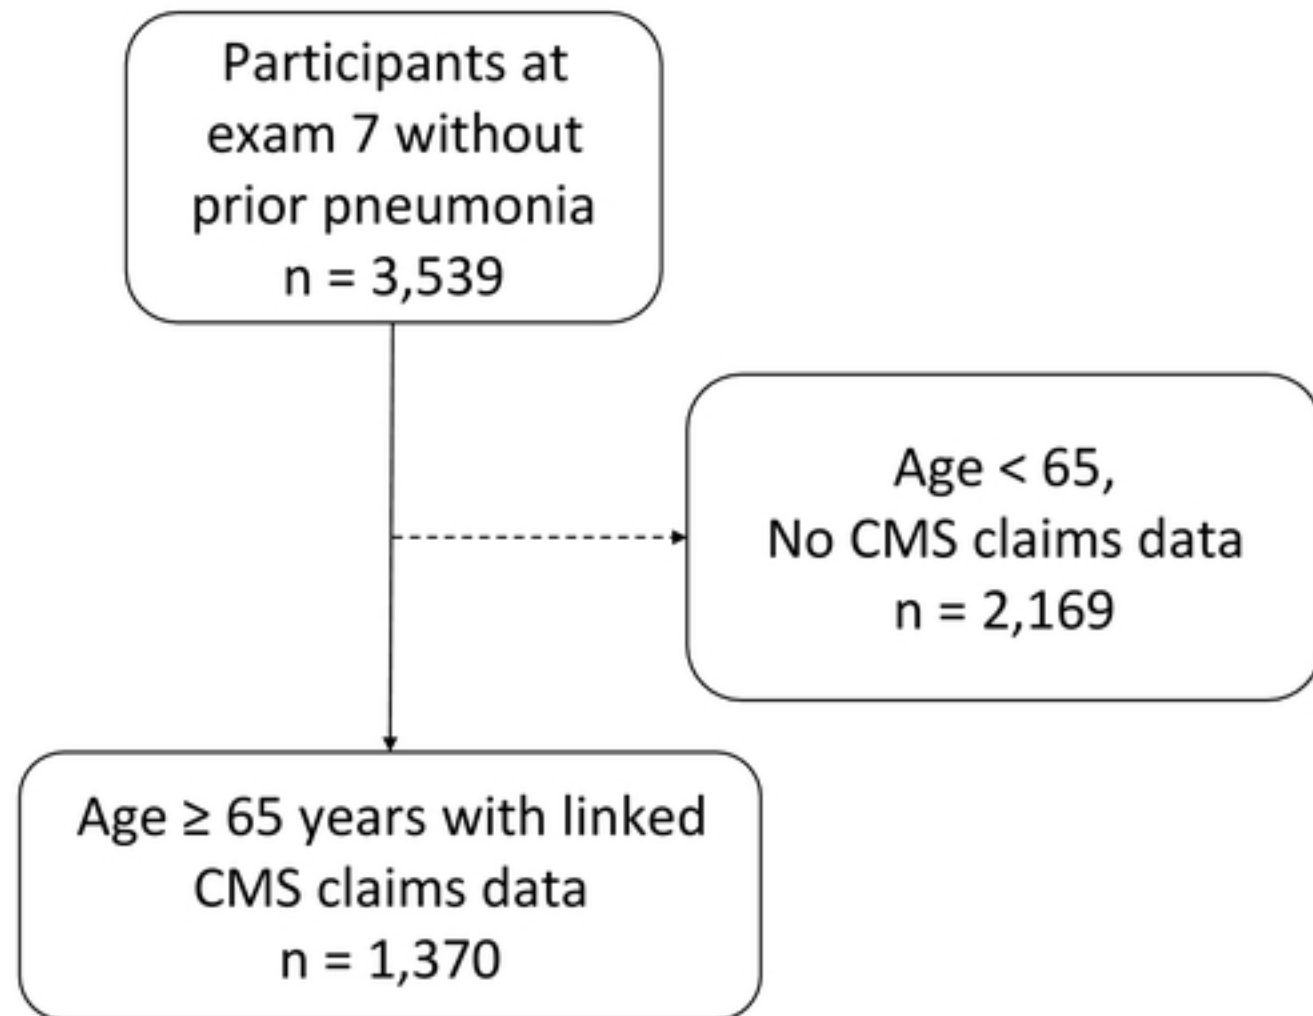 Participants at
exam 7 without
prior pneumonia
n = 3,539
Age < 65,
No CMS claims data
n = 2,169
Age ≥ 65 years with linked
CMS claims data
n = 1,370